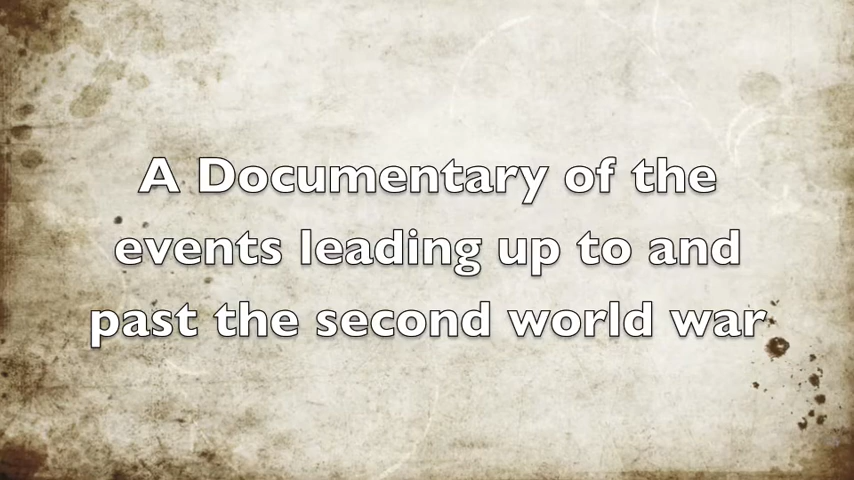 A Documentary of the
events leading up to and
past the second world war